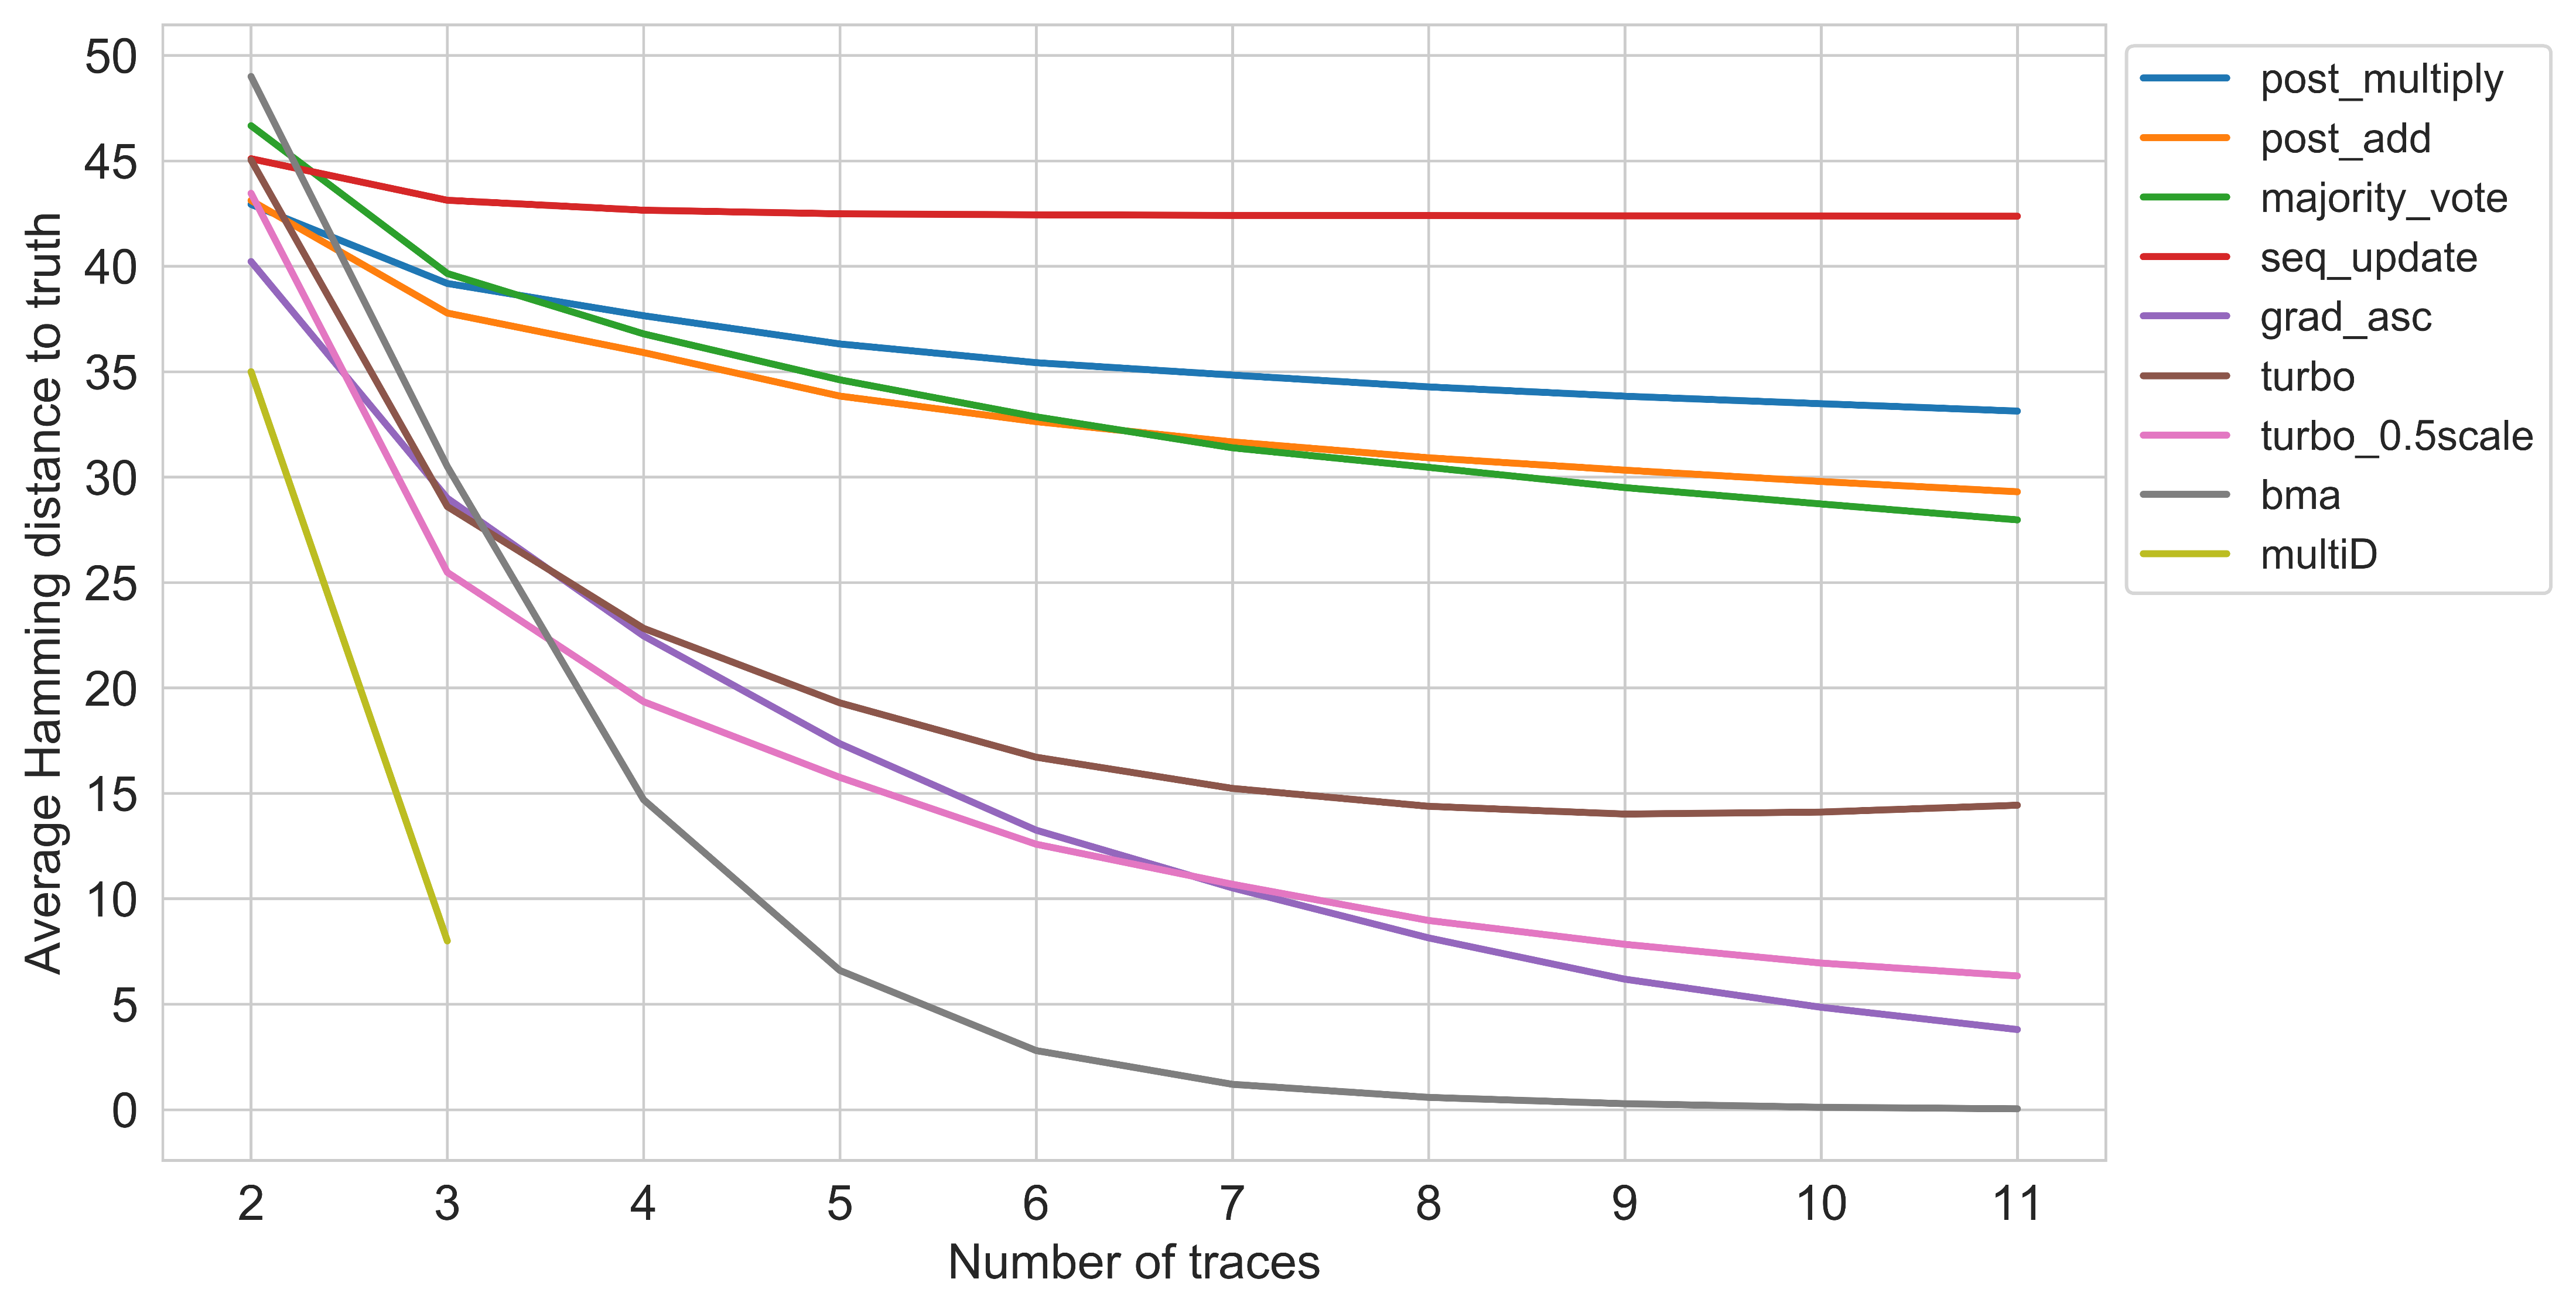 Average Hamming distance to truth
50
45
40
35
30
25
20
15
10
5
0
2 3 4 5 6 7 8 9 10 11
Number of traces
post_multiply
post_add
majority_vote
seq_update
grad_asc
turbo
turbo_0.5scale
bma
multiD